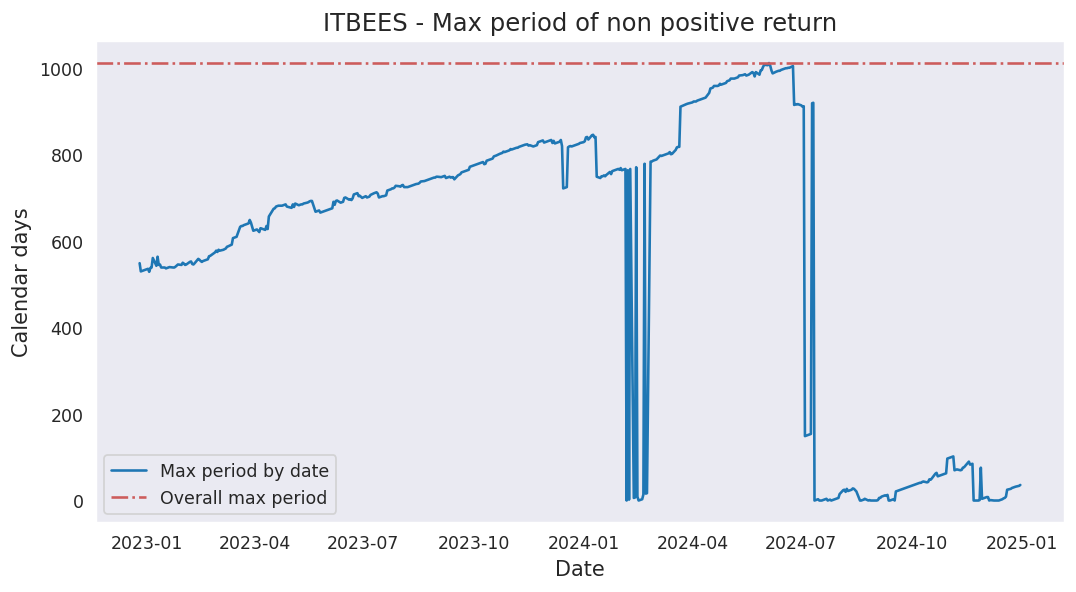 ITBEES - Max period of non positive return
Calendar days
1000
800
600
400
200
0
Max period by date
Overall max period
2023-01 2023-04 2023-07 2023-10 2024-01 2024-04 2024-07 2024-10 2025-01
Date